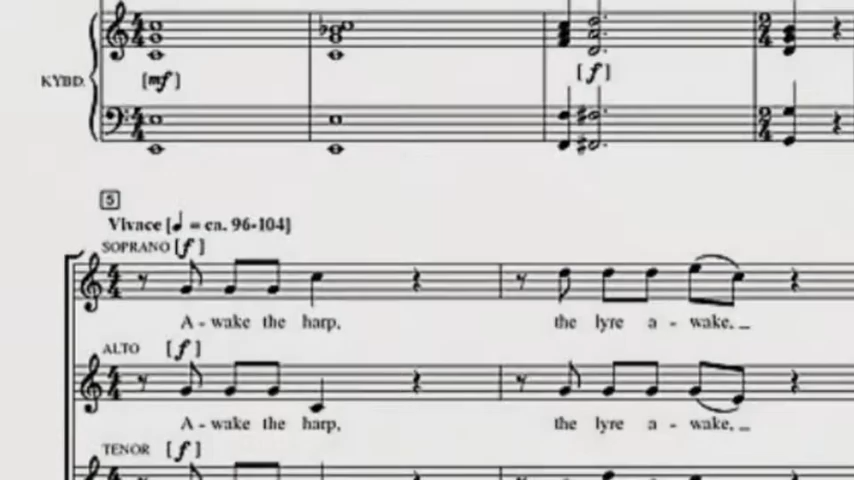 KYBD.
[mf]
[f]
5
Vivace [♩ = ca. 96-104]
SOPRANO [f]
A - wake the harp, the lyre a - wake,
ALTO [f]
A - wake the harp, the lyre a - wake,
TENOR [f]